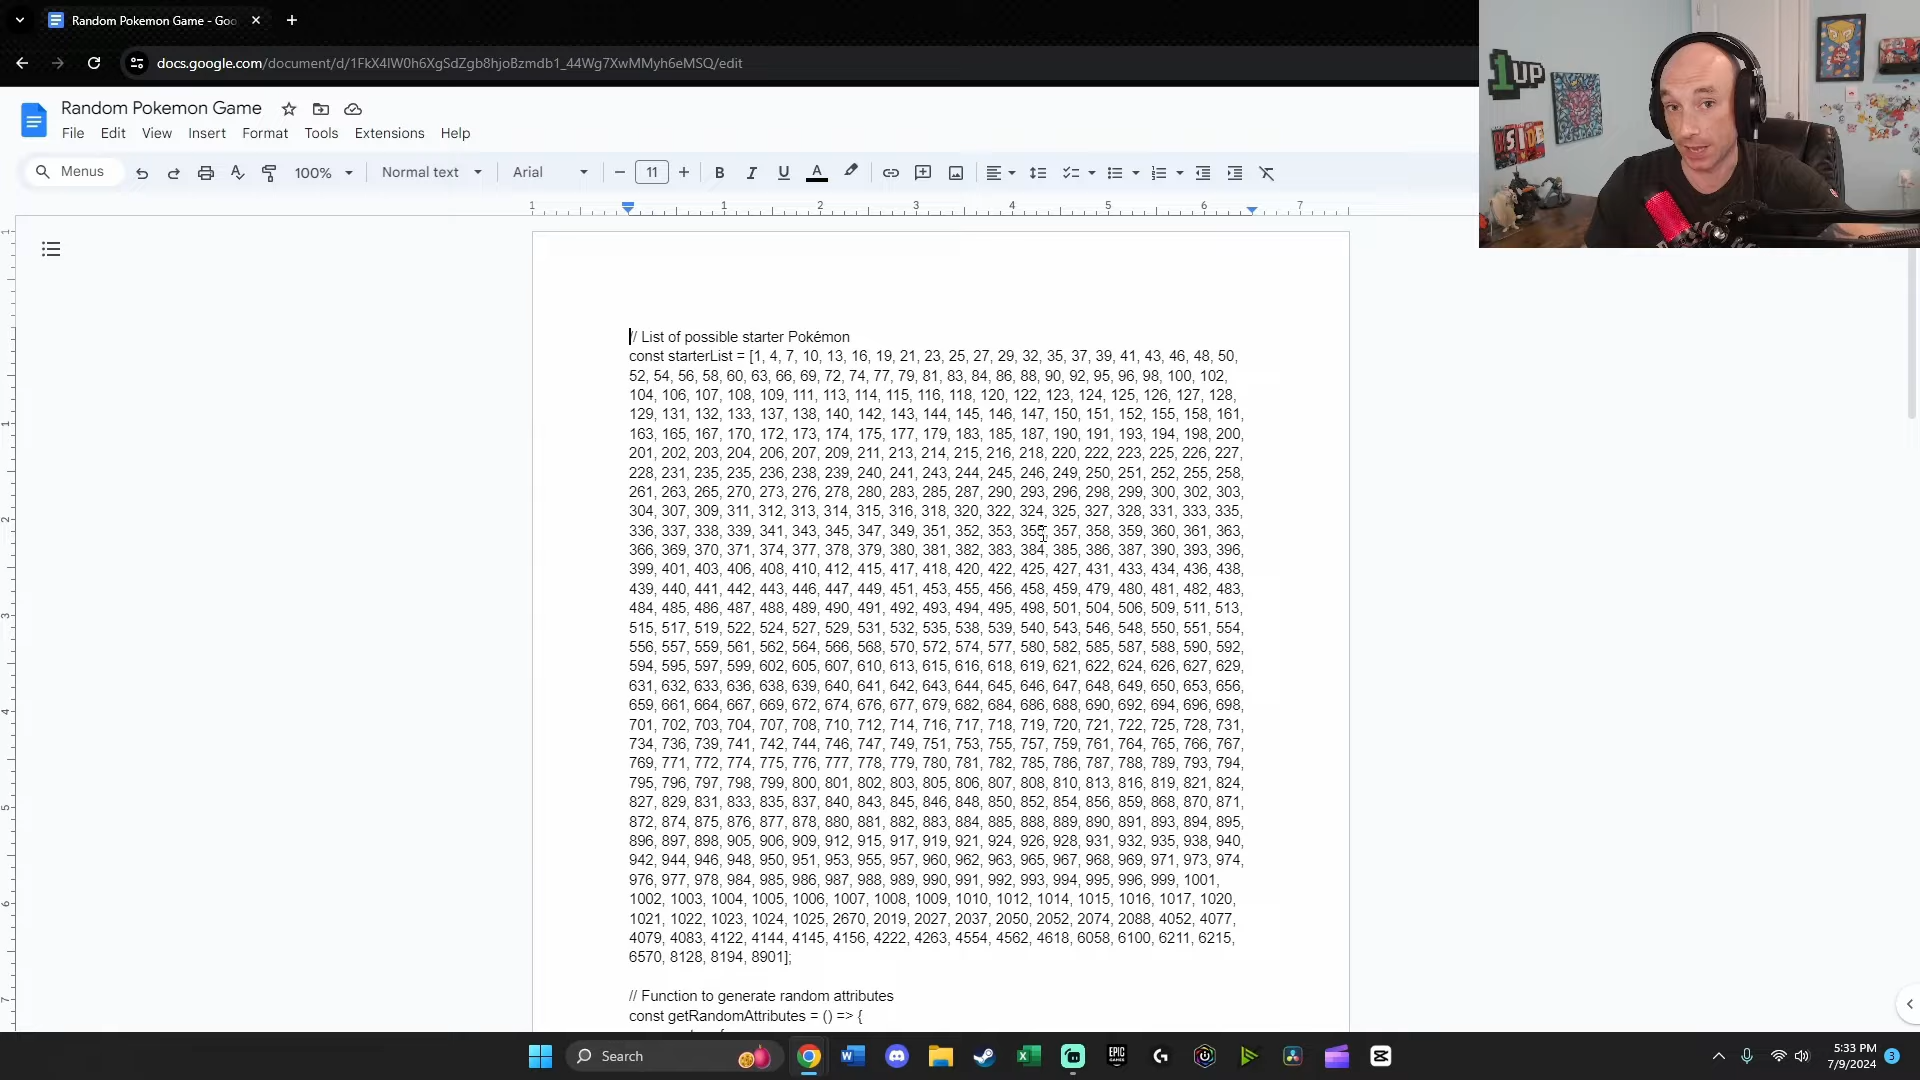 Random Pokemon Game - Goo
docs.google.com/document/d/1FkX4lW0h6XgSdZgb8hjoBzmdb1_44Wg7XwMMyh6eMSQ/edit
1UP
BSIDE
Random Pokemon Game
File Edit View Insert Format Tools Extensions Help
Menus 100% Normal text Arial 11 B I U A
1 1 2 3 4 5 6 7
// List of possible starter Pokémon
const starterList = [1, 4, 7, 10, 13, 16, 19, 21, 23, 25, 27, 29, 32, 35, 37, 39, 41, 43, 46, 48, 50,
52, 54, 56, 58, 60, 63, 66, 69, 72, 74, 77, 79, 81, 83, 84, 86, 88, 90, 92, 95, 96, 98, 100, 102,
104, 106, 107, 108, 109, 111, 113, 114, 115, 116, 118, 120, 122, 123, 124, 125, 126, 127, 128,
129, 131, 132, 133, 137, 138, 140, 142, 143, 144, 145, 146, 147, 150, 151, 152, 155, 158, 161,
163, 165, 167, 170, 172, 173, 174, 175, 177, 179, 183, 185, 187, 190, 191, 193, 194, 198, 200,
201, 202, 203, 204, 206, 207, 209, 211, 213, 214, 215, 216, 218, 220, 222, 223, 225, 226, 227,
228, 231, 235, 235, 236, 238, 239, 240, 241, 243, 244, 245, 246, 249, 250, 251, 252, 255, 258,
261, 263, 265, 270, 273, 276, 278, 280, 283, 285, 287, 290, 293, 296, 298, 299, 300, 302, 303,
304, 307, 309, 311, 312, 313, 314, 315, 316, 318, 320, 322, 324, 325, 327, 328, 331, 333, 335,
336, 337, 338, 339, 341, 343, 345, 347, 349, 351, 352, 353, 355, 357, 358, 359, 360, 361, 363,
366, 369, 370, 371, 374, 377, 378, 379, 380, 381, 382, 383, 384, 385, 386, 387, 390, 393, 396,
399, 401, 403, 406, 408, 410, 412, 415, 417, 418, 420, 422, 425, 427, 431, 433, 434, 436, 438,
439, 440, 441, 442, 443, 446, 447, 449, 451, 453, 455, 456, 458, 459, 479, 480, 481, 482, 483,
484, 485, 486, 487, 488, 489, 490, 491, 492, 493, 494, 495, 498, 501, 504, 506, 509, 511, 513,
515, 517, 519, 522, 524, 527, 529, 531, 532, 535, 538, 539, 540, 543, 546, 548, 550, 551, 554,
556, 557, 559, 561, 562, 564, 566, 568, 570, 572, 574, 577, 580, 582, 585, 587, 588, 590, 592,
594, 595, 597, 599, 602, 605, 607, 610, 613, 615, 616, 618, 619, 621, 622, 624, 626, 627, 629,
631, 632, 633, 636, 638, 639, 640, 641, 642, 643, 644, 645, 646, 647, 648, 649, 650, 653, 656,
659, 661, 664, 667, 669, 672, 674, 676, 677, 679, 682, 684, 686, 688, 690, 692, 694, 696, 698,
701, 702, 703, 704, 707, 708, 710, 712, 714, 716, 717, 718, 719, 720, 721, 722, 725, 728, 731,
734, 736, 739, 741, 742, 744, 746, 747, 749, 751, 753, 755, 757, 759, 761, 764, 765, 766, 767,
769, 771, 772, 774, 775, 776, 777, 778, 779, 780, 781, 782, 785, 786, 787, 788, 789, 793, 794,
795, 796, 797, 798, 799, 800, 801, 802, 803, 805, 806, 807, 808, 810, 813, 816, 819, 821, 824,
827, 829, 831, 833, 835, 837, 840, 843, 845, 846, 848, 850, 852, 854, 856, 859, 868, 870, 871,
872, 874, 875, 876, 877, 878, 880, 881, 882, 883, 884, 885, 888, 889, 890, 891, 893, 894, 895,
896, 897, 898, 905, 906, 909, 912, 915, 917, 919, 921, 924, 926, 928, 931, 932, 935, 938, 940,
942, 944, 946, 948, 950, 951, 953, 955, 957, 960, 962, 963, 965, 967, 968, 969, 971, 973, 974,
976, 977, 978, 984, 985, 986, 987, 988, 989, 990, 991, 992, 993, 994, 995, 996, 999, 1001,
1002, 1003, 1004, 1005, 1006, 1007, 1008, 1009, 1010, 1012, 1014, 1015, 1016, 1017, 1020,
1021, 1022, 1023, 1024, 1025, 2670, 2019, 2027, 2037, 2050, 2052, 2074, 2088, 4052, 4077,
4079, 4083, 4122, 4144, 4145, 4156, 4222, 4263, 4554, 4562, 4618, 6058, 6100, 6211, 6215,
6570, 8128, 8194, 8901];
// Function to generate random attributes
const getRandomAttributes = () => {
Search
EPIC GAMES
5:33 PM
7/9/2024
3